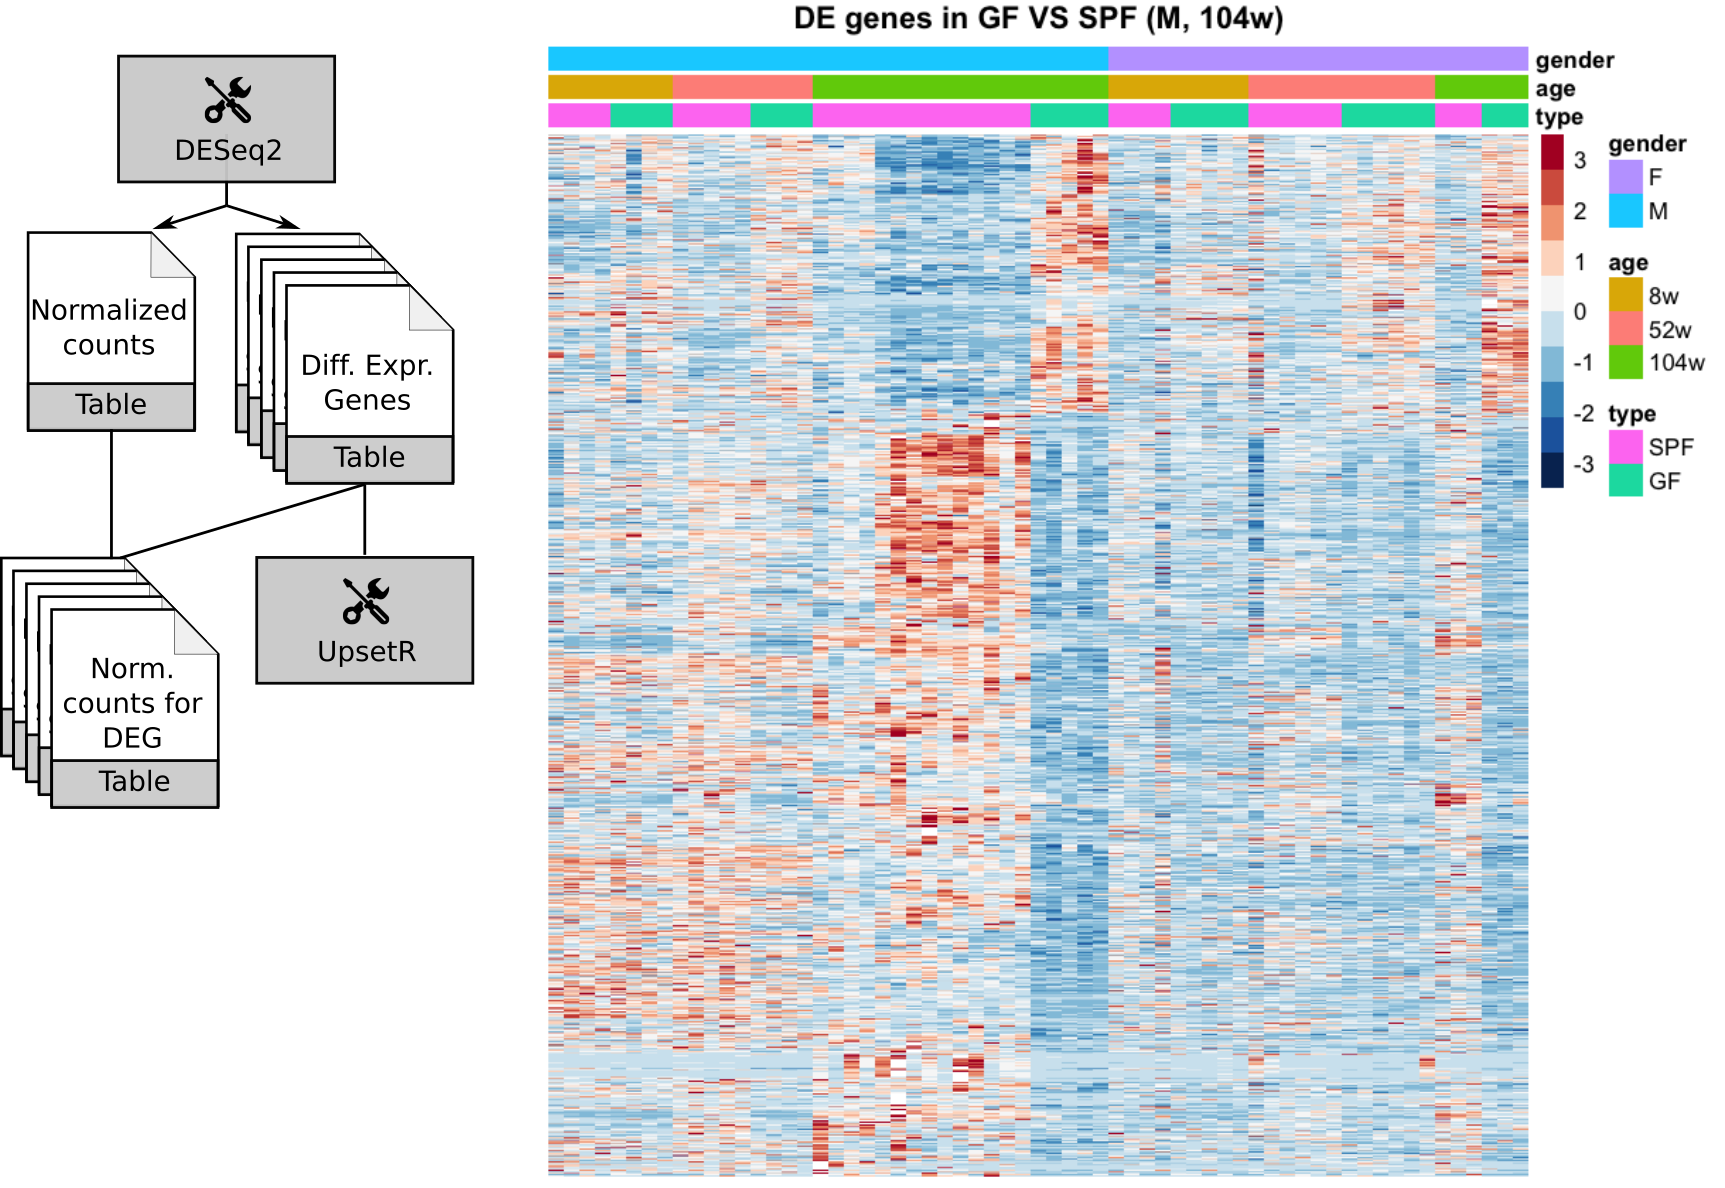 DE genes in GF VS SPF (M, 104w)
DESeq2
Normalized
counts
Table
Diff. Expr.
Genes
Table
Norm.
counts for
DEG
Table
UpsetR
gender
age
type
3
2
1
0
-1
-2
-3
gender
F
M
age
8w
52w
104w
type
SPF
GF